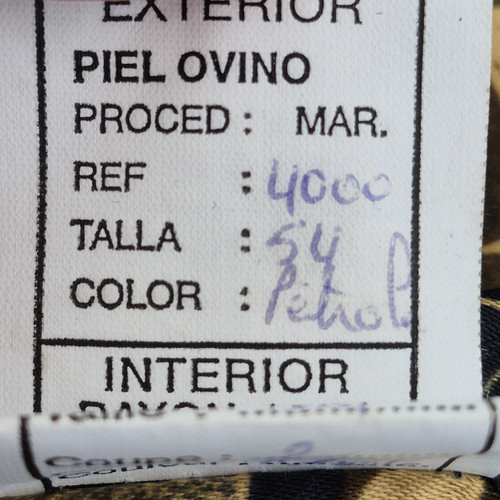 EXTERIOR
PIEL OVINO
PROCED : MAR.
REF : 4000
TALLA : 54
COLOR : Pétrol
INTERIOR